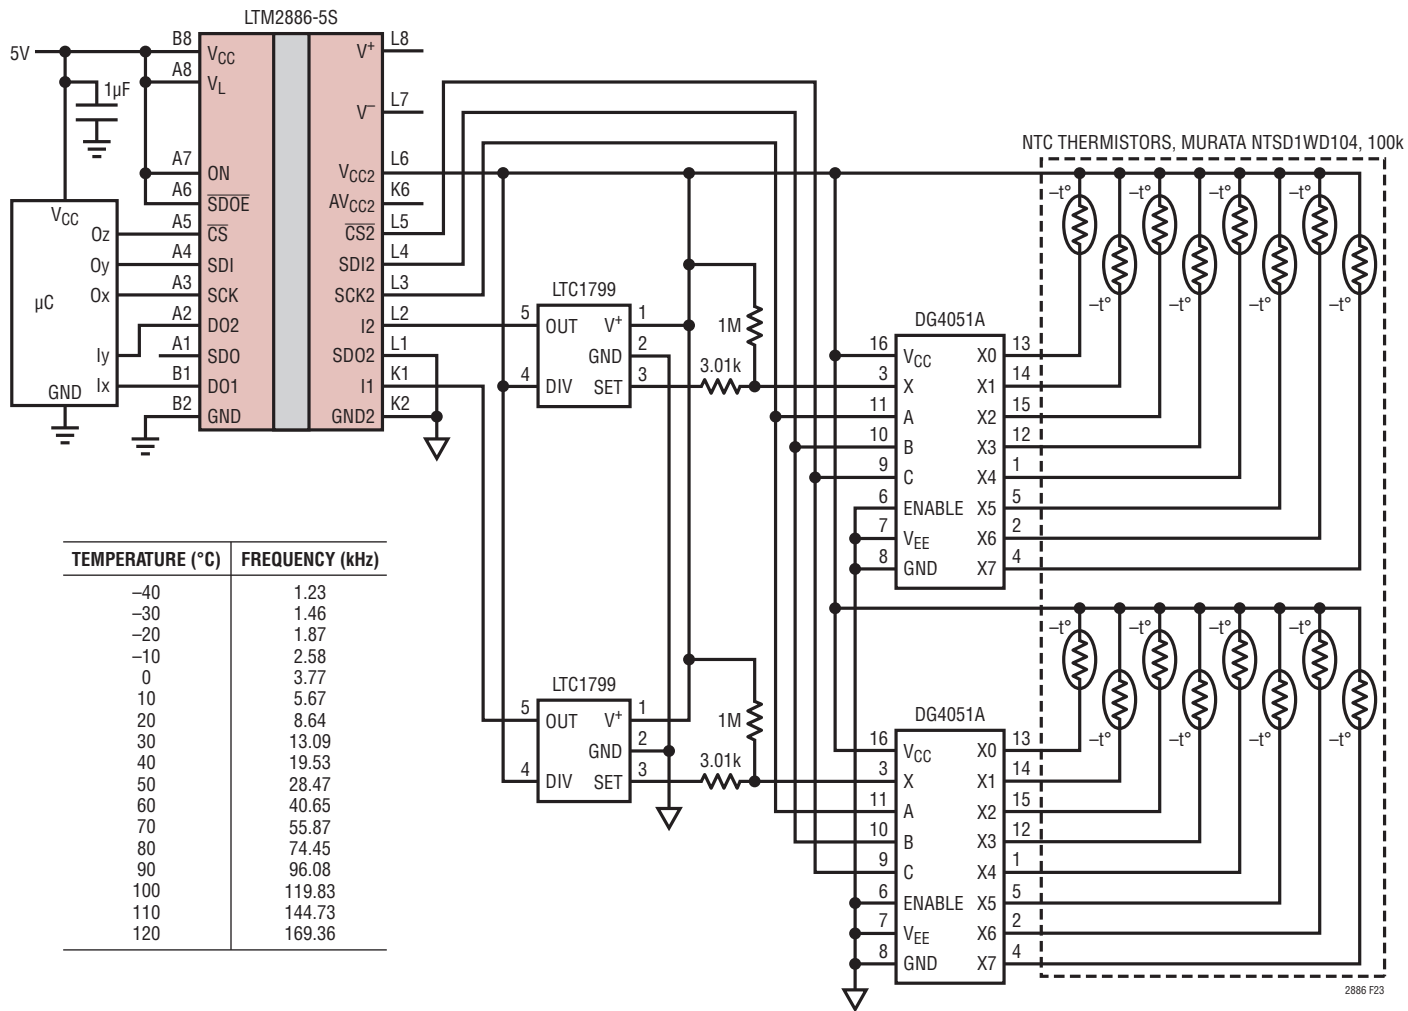 LTM2886-5S
5V
1µF
B8
A8
A7
A6
A5
A4
A3
A2
A1
B1
B2
VCC
VL
ON
SDOE
CS
SDI
SCK
DO2
SDO
DO1
GND
V+
V–
VCC2
AVCC2
CS2
SDI2
SCK2
I2
SDO2
I1
GND2
L8
L7
L6
K6
L5
L4
L3
L2
L1
K1
K2
VCC
Oz
Oy
Ox
µC
Iy
Ix
GND
LTC1799
5 OUT V+ 1
GND 2
4 DIV SET 3
1M
3.01k
DG4051A
16 VCC X0 13
3 X X1 14
11 A X2 15
10 B X3 12
9 C X4 1
6 ENABLE X5 5
7 VEE X6 2
8 GND X7 4
NTC THERMISTORS, MURATA NTSD1WD104, 100k
–t° –t° –t° –t°
–t° –t° –t° –t°
LTC1799
5 OUT V+ 1
GND 2
4 DIV SET 3
1M
3.01k
DG4051A
16 VCC X0 13
3 X X1 14
11 A X2 15
10 B X3 12
9 C X4 1
6 ENABLE X5 5
7 VEE X6 2
8 GND X7 4
–t° –t° –t° –t°
–t° –t° –t° –t°
TEMPERATURE (°C) FREQUENCY (kHz)
–40 1.23
–30 1.46
–20 1.87
–10 2.58
0 3.77
10 5.67
20 8.64
30 13.09
40 19.53
50 28.47
60 40.65
70 55.87
80 74.45
90 96.08
100 119.83
110 144.73
120 169.36
2886 F23